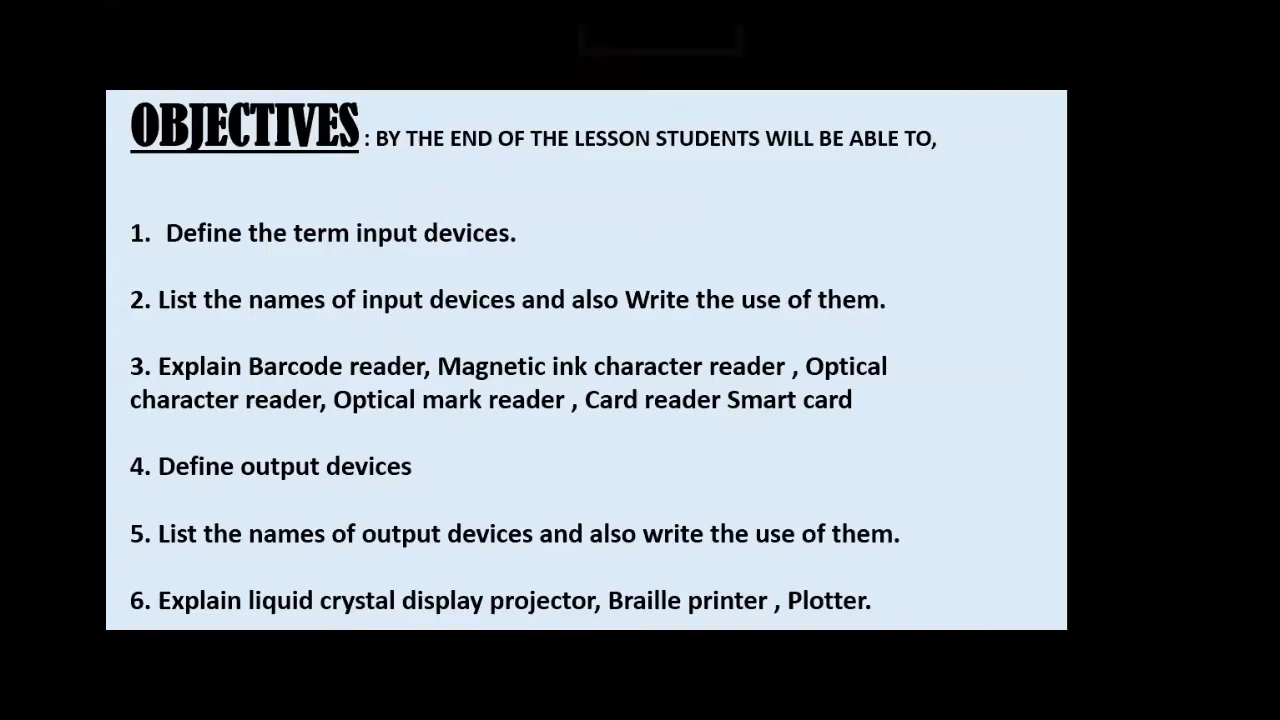 OBJECTIVES : BY THE END OF THE LESSON STUDENTS WILL BE ABLE TO,
1. Define the term input devices.
2. List the names of input devices and also Write the use of them.
3. Explain Barcode reader, Magnetic ink character reader , Optical
character reader, Optical mark reader , Card reader Smart card
4. Define output devices
5. List the names of output devices and also write the use of them.
6. Explain liquid crystal display projector, Braille printer , Plotter.